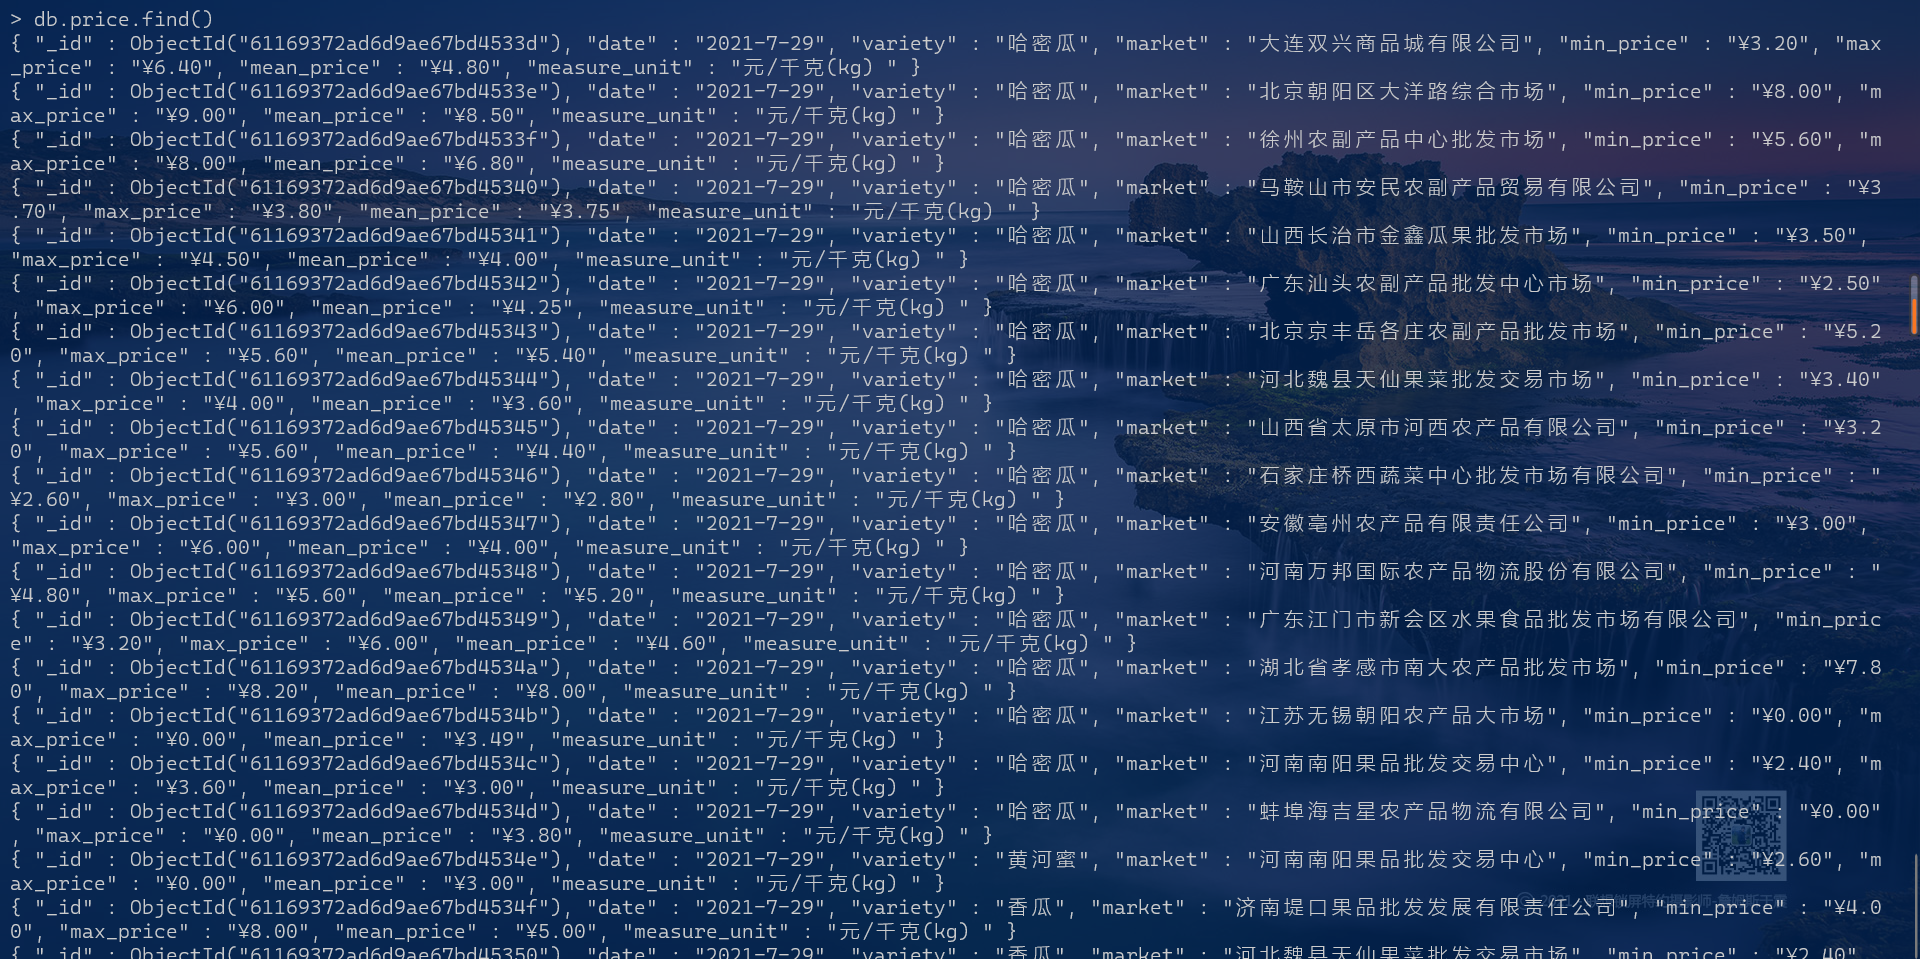 > db.price.find()
{ "_id" : ObjectId("61169372ad6d9ae67bd4533d"), "date" : "2021-7-29", "variety" : "哈密瓜", "market" : "大连双兴商品城有限公司", "min_price" : "¥3.20", "max
_price" : "¥6.40", "mean_price" : "¥4.80", "measure_unit" : "元/千克(kg) " }
{ "_id" : ObjectId("61169372ad6d9ae67bd4533e"), "date" : "2021-7-29", "variety" : "哈密瓜", "market" : "北京朝阳区大洋路综合市场", "min_price" : "¥8.00", "m
ax_price" : "¥9.00", "mean_price" : "¥8.50", "measure_unit" : "元/千克(kg) " }
{ "_id" : ObjectId("61169372ad6d9ae67bd4533f"), "date" : "2021-7-29", "variety" : "哈密瓜", "market" : "徐州农副产品中心批发市场", "min_price" : "¥5.60", "m
ax_price" : "¥8.00", "mean_price" : "¥6.80", "measure_unit" : "元/千克(kg) " }
{ "_id" : ObjectId("61169372ad6d9ae67bd45340"), "date" : "2021-7-29", "variety" : "哈密瓜", "market" : "马鞍山市安民农副产品贸易有限公司", "min_price" : "¥3
.70", "max_price" : "¥3.80", "mean_price" : "¥3.75", "measure_unit" : "元/千克(kg) " }
{ "_id" : ObjectId("61169372ad6d9ae67bd45341"), "date" : "2021-7-29", "variety" : "哈密瓜", "market" : "山西长治市金鑫瓜果批发市场", "min_price" : "¥3.50",
"max_price" : "¥4.50", "mean_price" : "¥4.00", "measure_unit" : "元/千克(kg) " }
{ "_id" : ObjectId("61169372ad6d9ae67bd45342"), "date" : "2021-7-29", "variety" : "哈密瓜", "market" : "广东汕头农副产品批发中心市场", "min_price" : "¥2.50"
, "max_price" : "¥6.00", "mean_price" : "¥4.25", "measure_unit" : "元/千克(kg) " }
{ "_id" : ObjectId("61169372ad6d9ae67bd45343"), "date" : "2021-7-29", "variety" : "哈密瓜", "market" : "北京京丰岳各庄农副产品批发市场", "min_price" : "¥5.2
0", "max_price" : "¥5.60", "mean_price" : "¥5.40", "measure_unit" : "元/千克(kg) " }
{ "_id" : ObjectId("61169372ad6d9ae67bd45344"), "date" : "2021-7-29", "variety" : "哈密瓜", "market" : "河北魏县天仙果菜批发交易市场", "min_price" : "¥3.40"
, "max_price" : "¥4.00", "mean_price" : "¥3.60", "measure_unit" : "元/千克(kg) " }
{ "_id" : ObjectId("61169372ad6d9ae67bd45345"), "date" : "2021-7-29", "variety" : "哈密瓜", "market" : "山西省太原市河西农产品有限公司", "min_price" : "¥3.2
0", "max_price" : "¥5.60", "mean_price" : "¥4.40", "measure_unit" : "元/千克(kg) " }
{ "_id" : ObjectId("61169372ad6d9ae67bd45346"), "date" : "2021-7-29", "variety" : "哈密瓜", "market" : "石家庄桥西蔬菜中心批发市场有限公司", "min_price" : "
¥2.60", "max_price" : "¥3.00", "mean_price" : "¥2.80", "measure_unit" : "元/千克(kg) " }
{ "_id" : ObjectId("61169372ad6d9ae67bd45347"), "date" : "2021-7-29", "variety" : "哈密瓜", "market" : "安徽亳州农产品有限责任公司", "min_price" : "¥3.00",
"max_price" : "¥6.00", "mean_price" : "¥4.00", "measure_unit" : "元/千克(kg) " }
{ "_id" : ObjectId("61169372ad6d9ae67bd45348"), "date" : "2021-7-29", "variety" : "哈密瓜", "market" : "河南万邦国际农产品物流股份有限公司", "min_price" : "
¥4.80", "max_price" : "¥5.60", "mean_price" : "¥5.20", "measure_unit" : "元/千克(kg) " }
{ "_id" : ObjectId("61169372ad6d9ae67bd45349"), "date" : "2021-7-29", "variety" : "哈密瓜", "market" : "广东江门市新会区水果食品批发市场有限公司", "min_pric
e" : "¥3.20", "max_price" : "¥6.00", "mean_price" : "¥4.60", "measure_unit" : "元/千克(kg) " }
{ "_id" : ObjectId("61169372ad6d9ae67bd4534a"), "date" : "2021-7-29", "variety" : "哈密瓜", "market" : "湖北省孝感市南大农产品批发市场", "min_price" : "¥7.8
0", "max_price" : "¥8.20", "mean_price" : "¥8.00", "measure_unit" : "元/千克(kg) " }
{ "_id" : ObjectId("61169372ad6d9ae67bd4534b"), "date" : "2021-7-29", "variety" : "哈密瓜", "market" : "江苏无锡朝阳农产品大市场", "min_price" : "¥0.00", "m
ax_price" : "¥0.00", "mean_price" : "¥3.49", "measure_unit" : "元/千克(kg) " }
{ "_id" : ObjectId("61169372ad6d9ae67bd4534c"), "date" : "2021-7-29", "variety" : "哈密瓜", "market" : "河南南阳果品批发交易中心", "min_price" : "¥2.40", "m
ax_price" : "¥3.60", "mean_price" : "¥3.00", "measure_unit" : "元/千克(kg) " }
{ "_id" : ObjectId("61169372ad6d9ae67bd4534d"), "date" : "2021-7-29", "variety" : "哈密瓜", "market" : "蚌埠海吉星农产品物流有限公司", "min_price" : "¥0.00"
, "max_price" : "¥0.00", "mean_price" : "¥3.80", "measure_unit" : "元/千克(kg) " }
{ "_id" : ObjectId("61169372ad6d9ae67bd4534e"), "date" : "2021-7-29", "variety" : "黄河蜜", "market" : "河南南阳果品批发交易中心", "min_price" : "¥2.60", "m
ax_price" : "¥0.00", "mean_price" : "¥3.00", "measure_unit" : "元/千克(kg) " }
{ "_id" : ObjectId("61169372ad6d9ae67bd4534f"), "date" : "2021-7-29", "variety" : "香瓜", "market" : "济南堤口果品批发发展有限责任公司", "min_price" : "¥4.0
0", "max_price" : "¥8.00", "mean_price" : "¥5.00", "measure_unit" : "元/千克(kg) " }
{ "_id" : ObjectId("61169372ad6d9ae67bd45350"), "date" : "2021-7-29", "variety" : "香瓜", "market" : "河北魏县天仙果菜批发交易市场", "min_price" : "¥2.40"